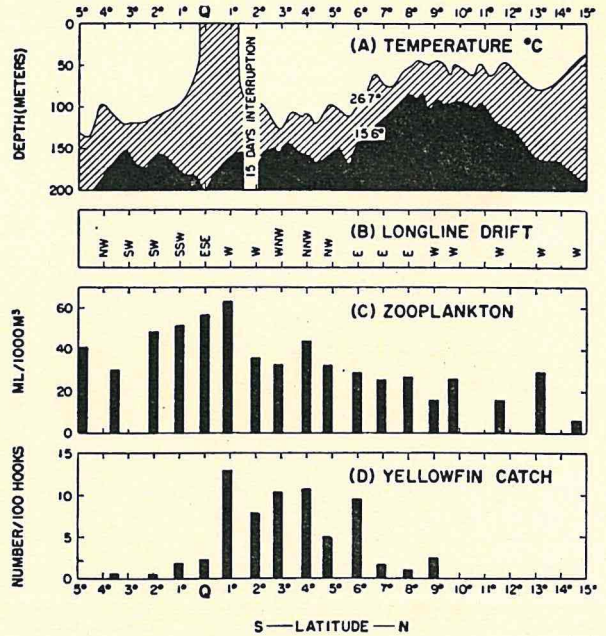 5° 4° 3° 2° 1° Q 1° 2° 3° 4° 5° 6° 7° 8° 9° 10° 11° 12° 13° 14° 15°
(A) TEMPERATURE °C
DEPTH(METERS)
0
50
100
150
200
15 DAYS INTERRUPTION
26.7°
15.6°
(B) LONGLINE DRIFT
NW SW SW SSW ESE W W WNW NNW NW E E E W W W W W
(C) ZOOPLANKTON
ML/1000M³
60
40
20
0
(D) YELLOWFIN CATCH
NUMBER/100 HOOKS
15
10
5
0
5° 4° 3° 2° 1° Q 1° 2° 3° 4° 5° 6° 7° 8° 9° 10° 11° 12° 13° 14° 15°
S—LATITUDE—N